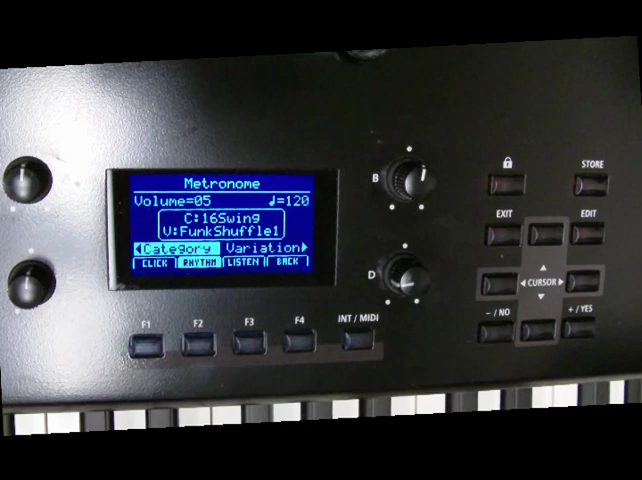 Metronome
Volume=05 ♩=120
C:16Swing
V:FunkShuffle1
◀Category Variation▶
CLICK RHYTHM LISTEN BACK
F1 F2 F3 F4 INT / MIDI
B
D
STORE
EXIT EDIT
▲
◀ CURSOR ▶
▼
− / NO + / YES